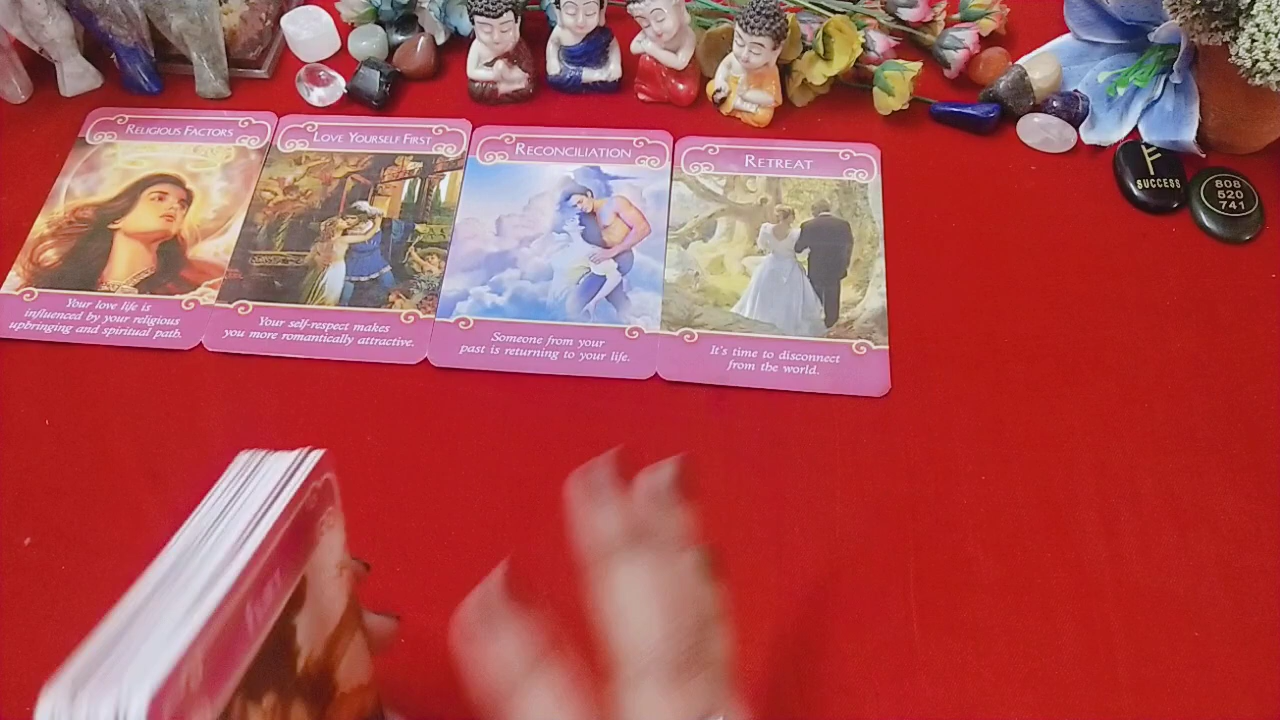 RELIGIOUS FACTORS
Your love life is
influenced by your religious
upbringing and spiritual path.
LOVE YOURSELF FIRST
Your self-respect makes
you more romantically attractive.
RECONCILIATION
Someone from your
past is returning to your life.
RETREAT
It's time to disconnect
from the world.
SUCCESS
808
520
741